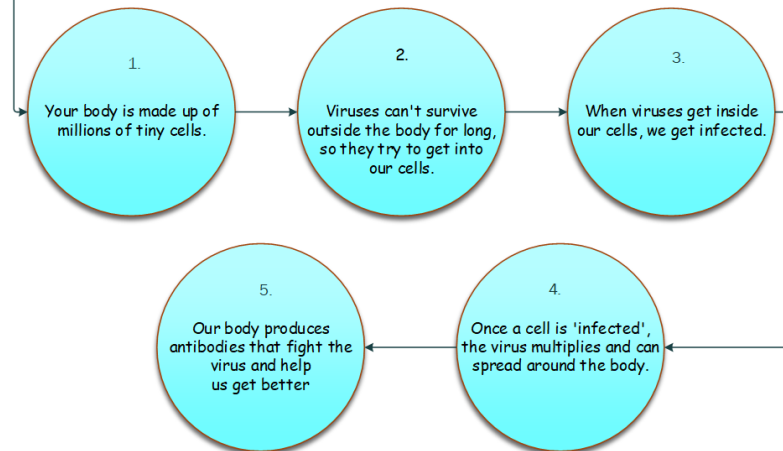 1.
Your body is made up of
millions of tiny cells.
2.
Viruses can't survive
outside the body for long,
so they try to get into
our cells.
3.
When viruses get inside
our cells, we get infected.
4.
Once a cell is 'infected',
the virus multiplies and can
spread around the body.
5.
Our body produces
antibodies that fight the
virus and help
us get better